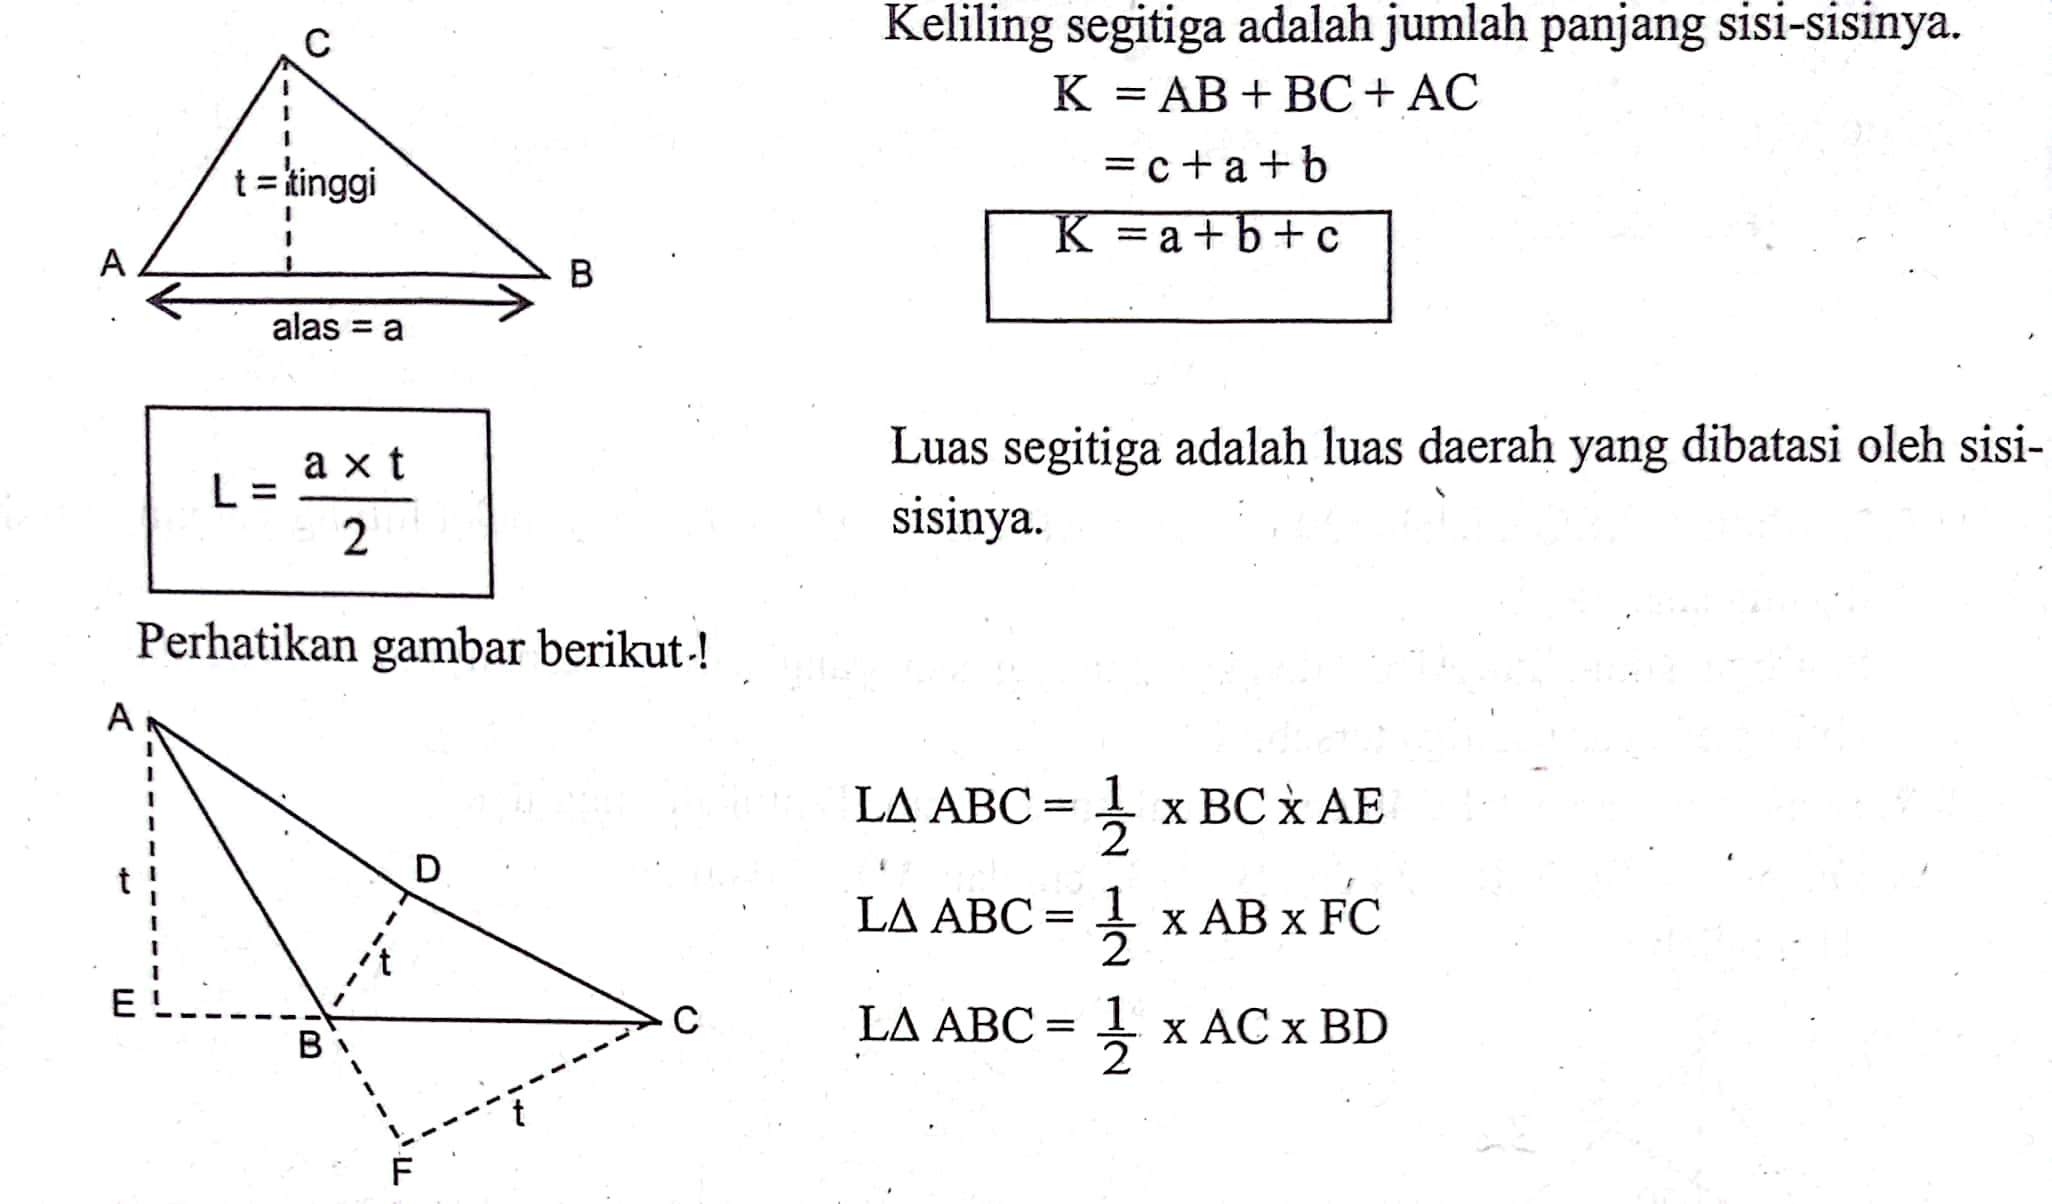 C
t = tinggi
A
B
alas = a
Keliling segitiga adalah jumlah panjang sisi-sisinya.
K = AB + BC + AC
= c + a + b
K = a + b + c
L = a × t / 2
Luas segitiga adalah luas daerah yang dibatasi oleh sisi-
sisinya.
Perhatikan gambar berikut !
A
D
t
t
E
B
C
t
F
LΔ ABC = 1/2 x BC x AE
LΔ ABC = 1/2 x AB x FC
LΔ ABC = 1/2 x AC x BD